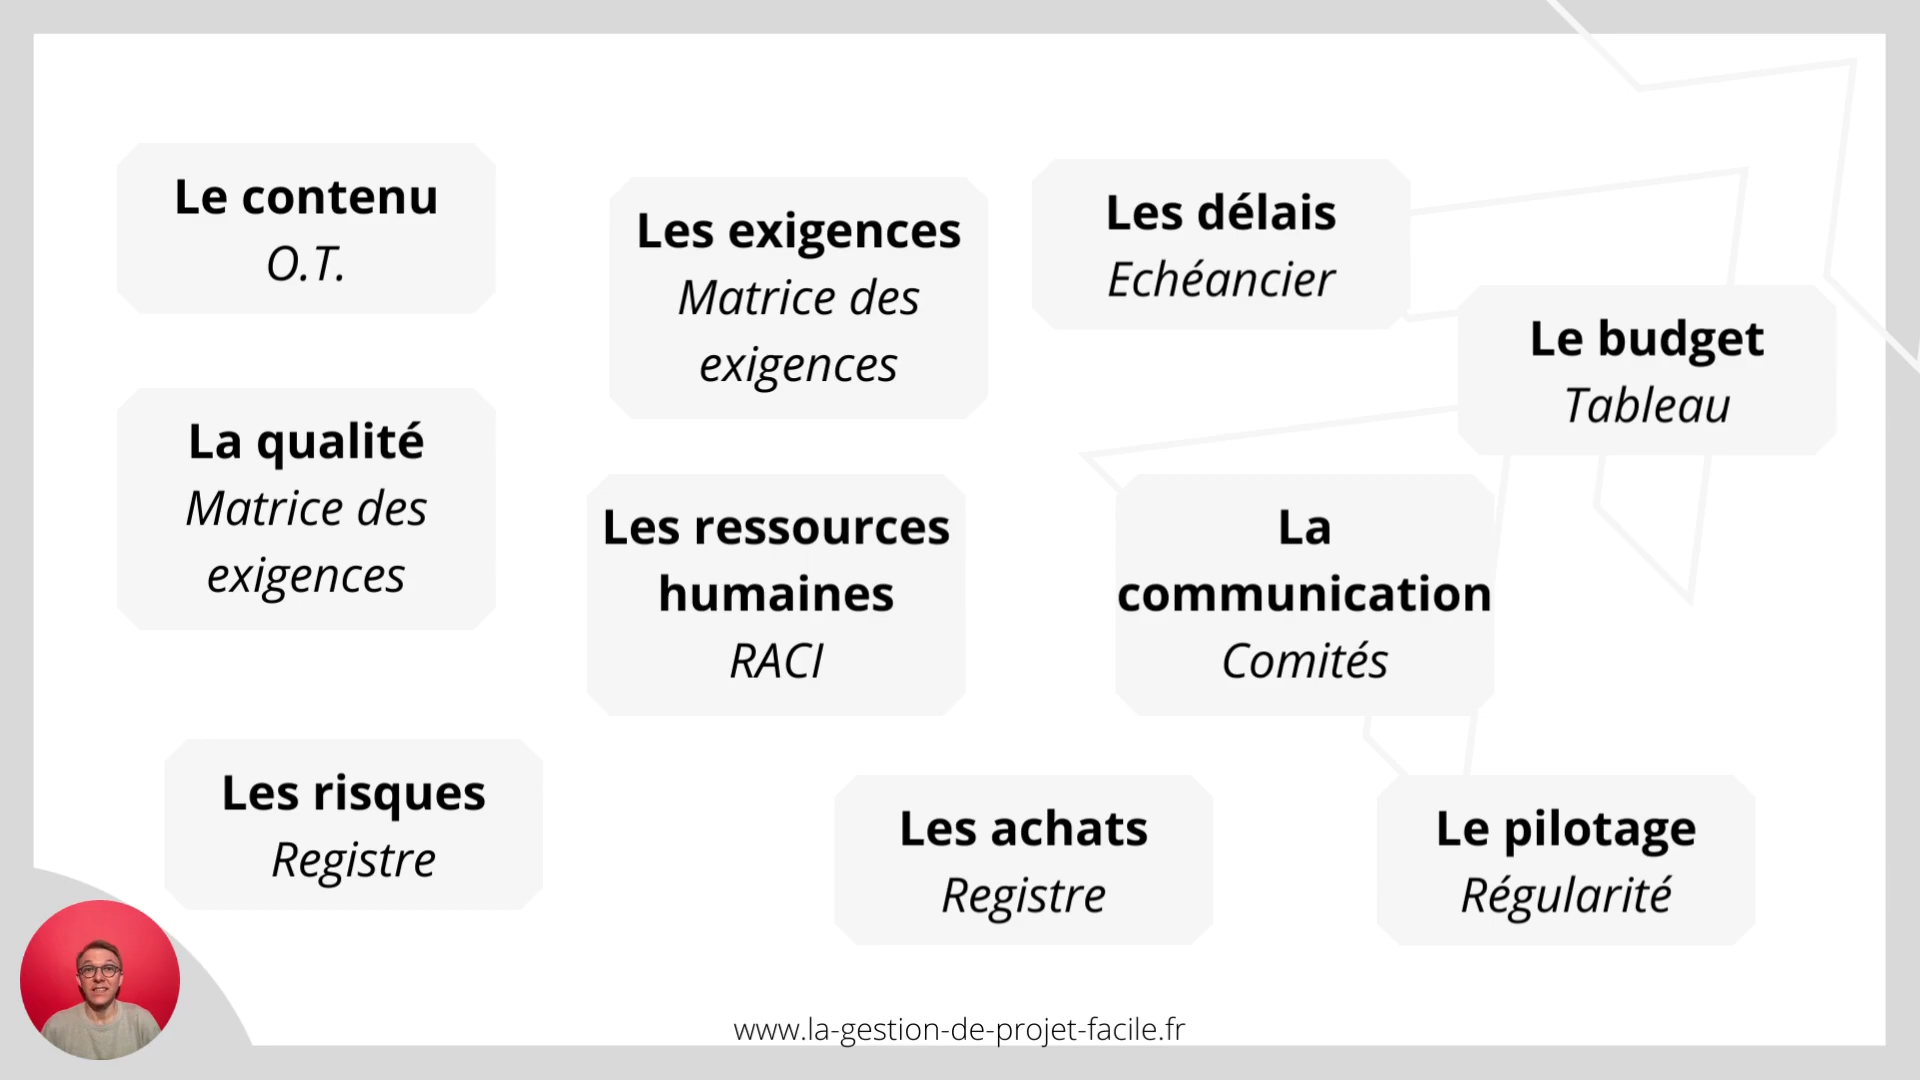 Le contenu
O.T.
Les exigences
Matrice des
exigences
Les délais
Echéancier
Le budget
Tableau
La qualité
Matrice des
exigences
Les ressources
humaines
RACI
La
communication
Comités
Les risques
Registre
Les achats
Registre
Le pilotage
Régularité
www.la-gestion-de-projet-facile.fr